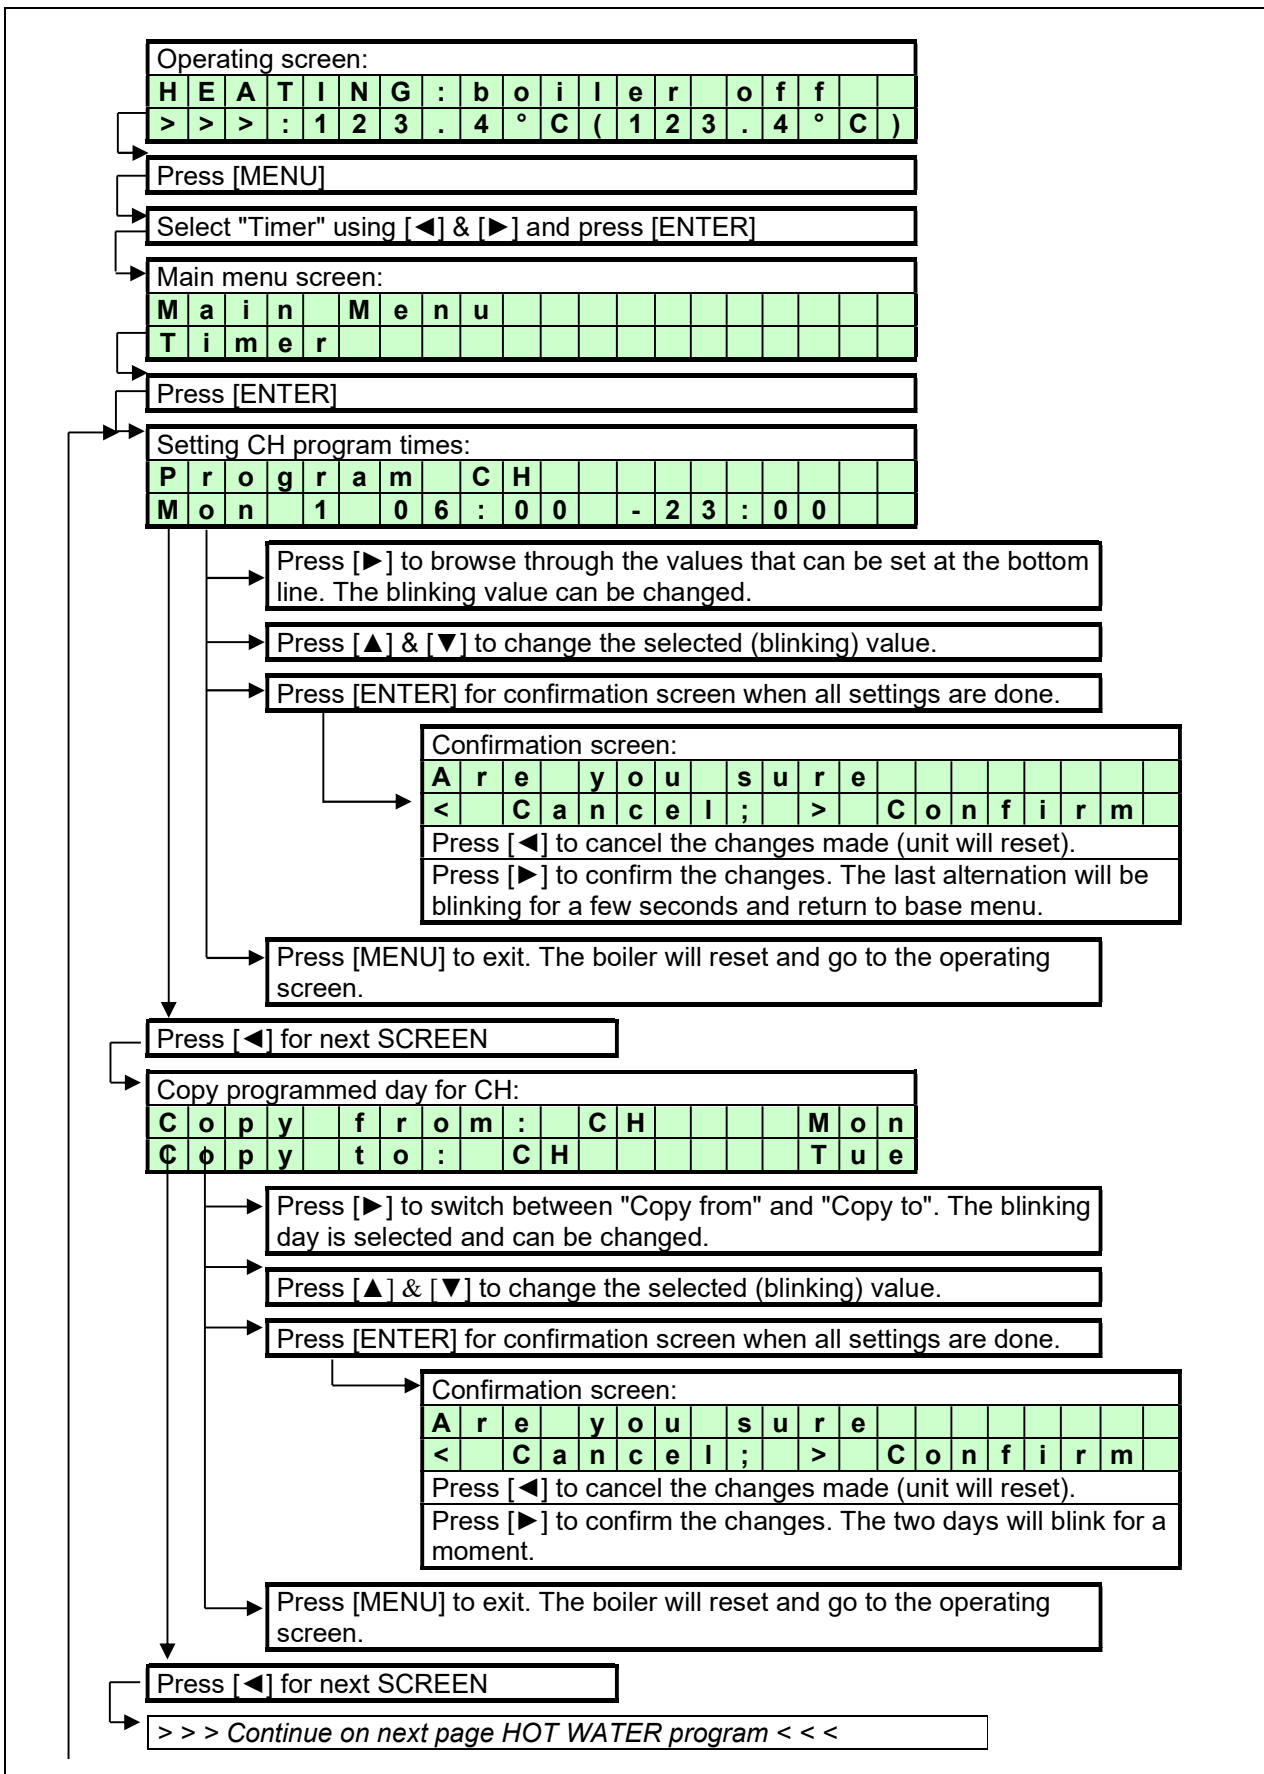 Operating screen:
HEATING:boiler off
>>>:123.4°C(123.4°C)
Press [MENU]
Select "Timer" using [◄] & [►] and press [ENTER]
Main menu screen:
Main Menu
Timer
Press [ENTER]
Setting CH program times:
Program CH
Mon 1 06:00 -23:00
Press [►] to browse through the values that can be set at the bottom
line. The blinking value can be changed.
Press [▲] & [▼] to change the selected (blinking) value.
Press [ENTER] for confirmation screen when all settings are done.
Confirmation screen:
Are you sure
< Cancel; > Confirm
Press [◄] to cancel the changes made (unit will reset).
Press [►] to confirm the changes. The last alternation will be
blinking for a few seconds and return to base menu.
Press [MENU] to exit. The boiler will reset and go to the operating
screen.
Press [◄] for next SCREEN
Copy programmed day for CH:
Copy from: CH Mon
Copy to: CH Tue
Press [►] to switch between "Copy from" and "Copy to". The blinking
day is selected and can be changed.
Press [▲] & [▼] to change the selected (blinking) value.
Press [ENTER] for confirmation screen when all settings are done.
Confirmation screen:
Are you sure
< Cancel; > Confirm
Press [◄] to cancel the changes made (unit will reset).
Press [►] to confirm the changes. The two days will blink for a
moment.
Press [MENU] to exit. The boiler will reset and go to the operating
screen.
Press [◄] for next SCREEN
> > > Continue on next page HOT WATER program < < <